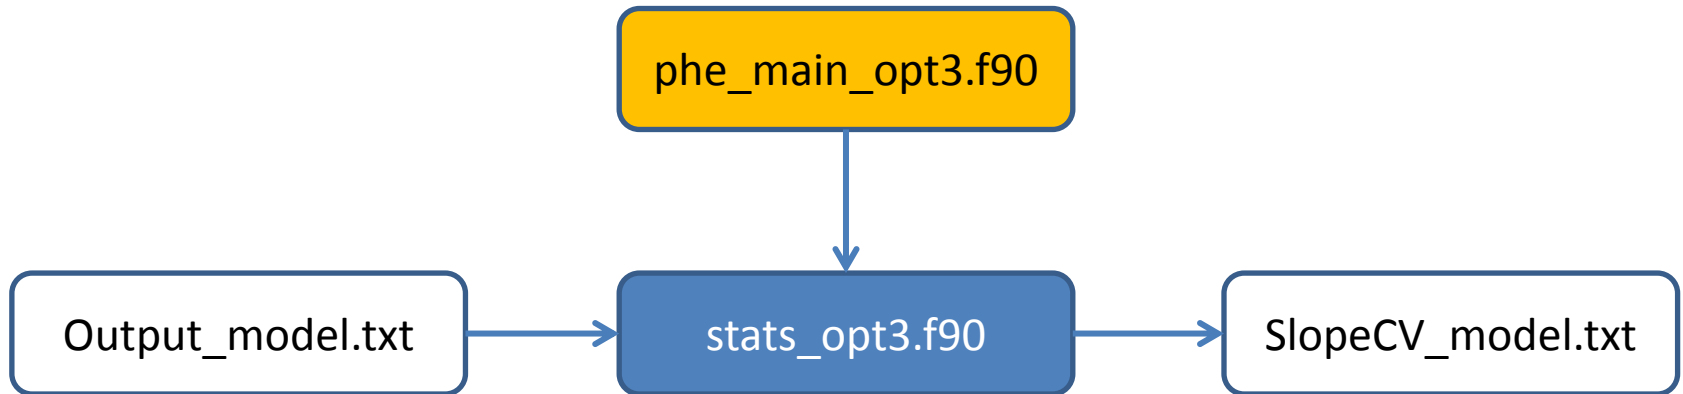 phe_main_opt3.f90
Output_model.txt
stats_opt3.f90
SlopeCV_model.txt